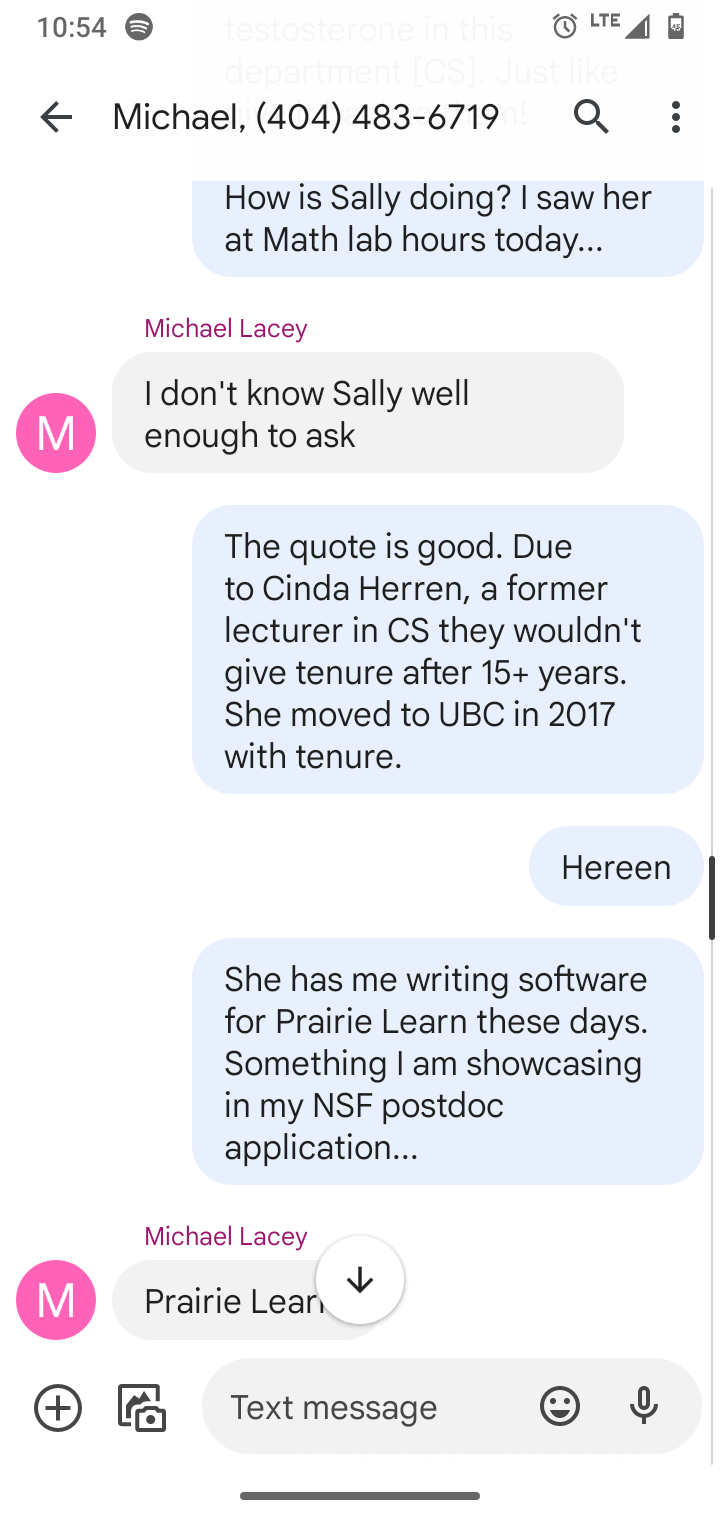 10:54
LTE
45
testosterone in this
department [CS]. Just like
Michael, (404) 483-6719
How is Sally doing? I saw her
at Math lab hours today...
Michael Lacey
I don't know Sally well
enough to ask
M
The quote is good. Due
to Cinda Herren, a former
lecturer in CS they wouldn't
give tenure after 15+ years.
She moved to UBC in 2017
with tenure.
Hereen
She has me writing software
for Prairie Learn these days.
Something I am showcasing
in my NSF postdoc
application...
Michael Lacey
M
Prairie Learn
Text message